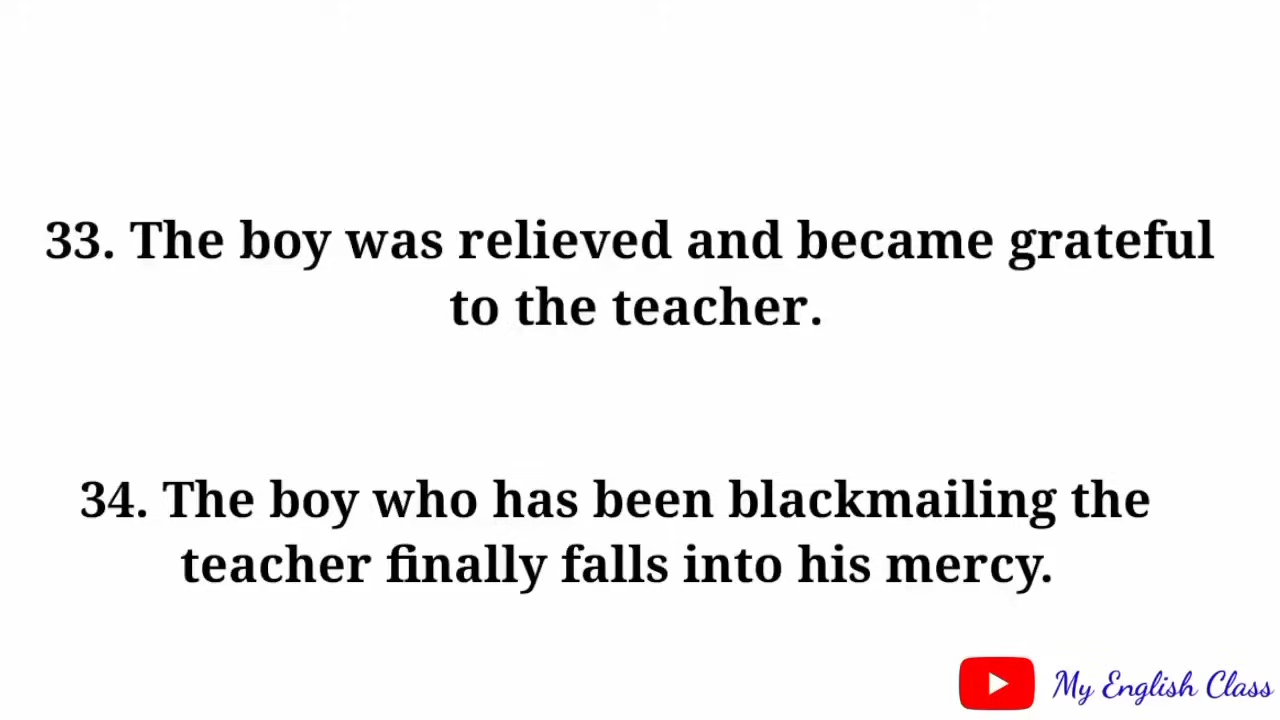 33. The boy was relieved and became grateful
to the teacher.
34. The boy who has been blackmailing the
teacher finally falls into his mercy.
My English Class